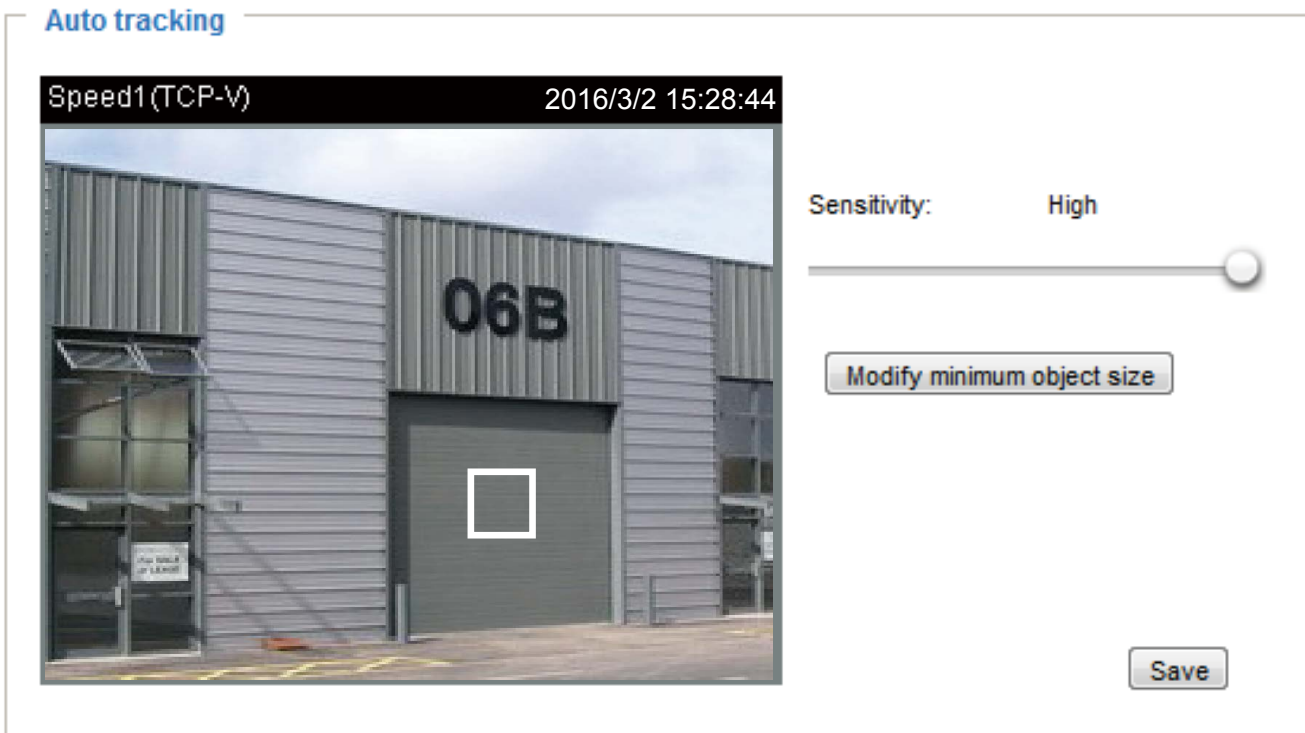 Auto tracking
Speed1(TCP-V) 2016/3/2 15:28:44
Sensitivity: High
06B
Modify minimum object size
Save